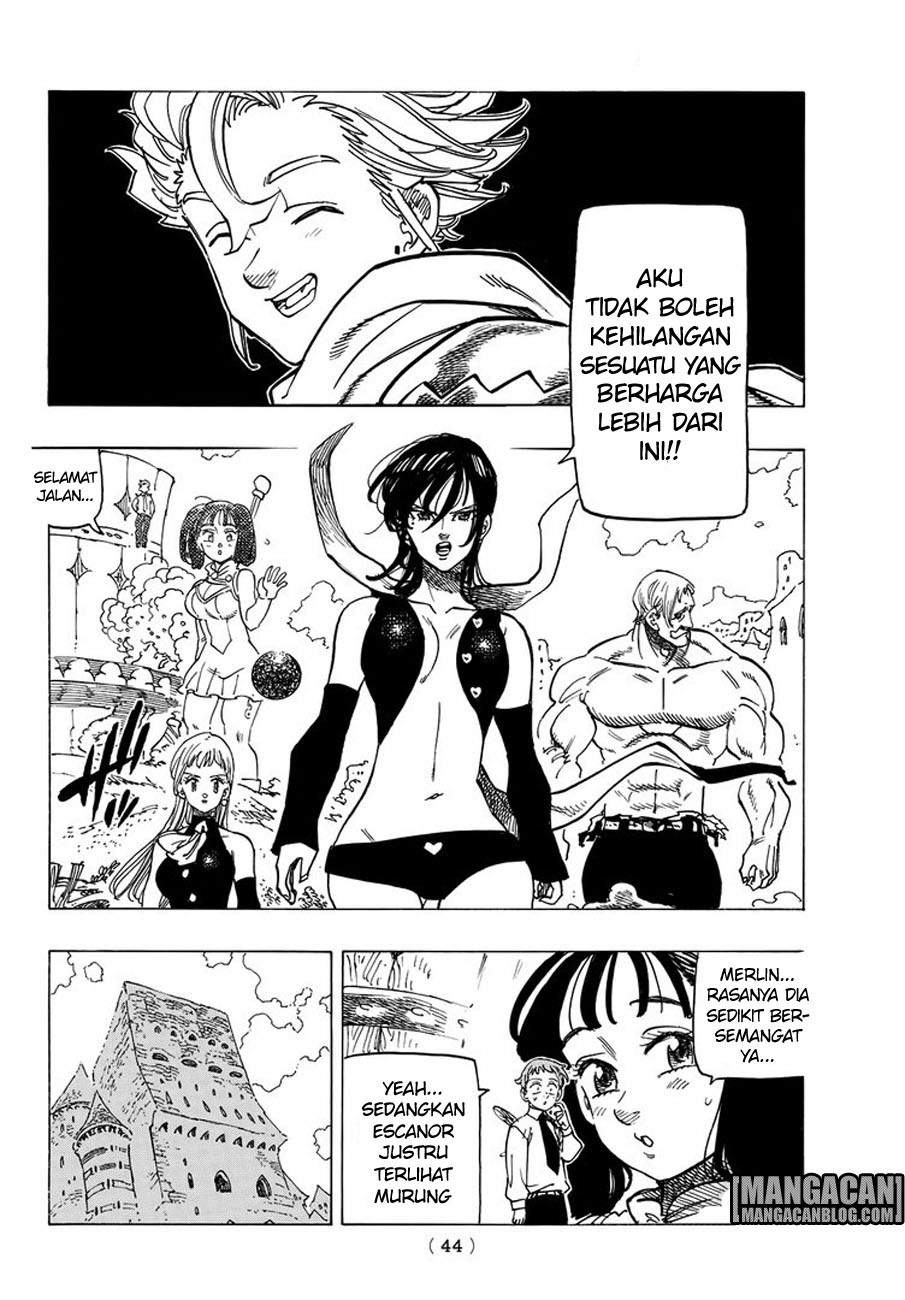 AKU
TIDAK BOLEH
KEHILANGAN
SESUATU YANG
BERHARGA
LEBIH DARI
INI!!
SELAMAT
JALAN...
MERLIN...
RASANYA DIA
SEDIKIT BER-
SEMANGAT
YA...
YEAH...
SEDANGKAN
ESCANOR
JUSTRU
TERLIHAT
MURUNG
MANGACAN
MANGACANBLOG.COM
( 44 )